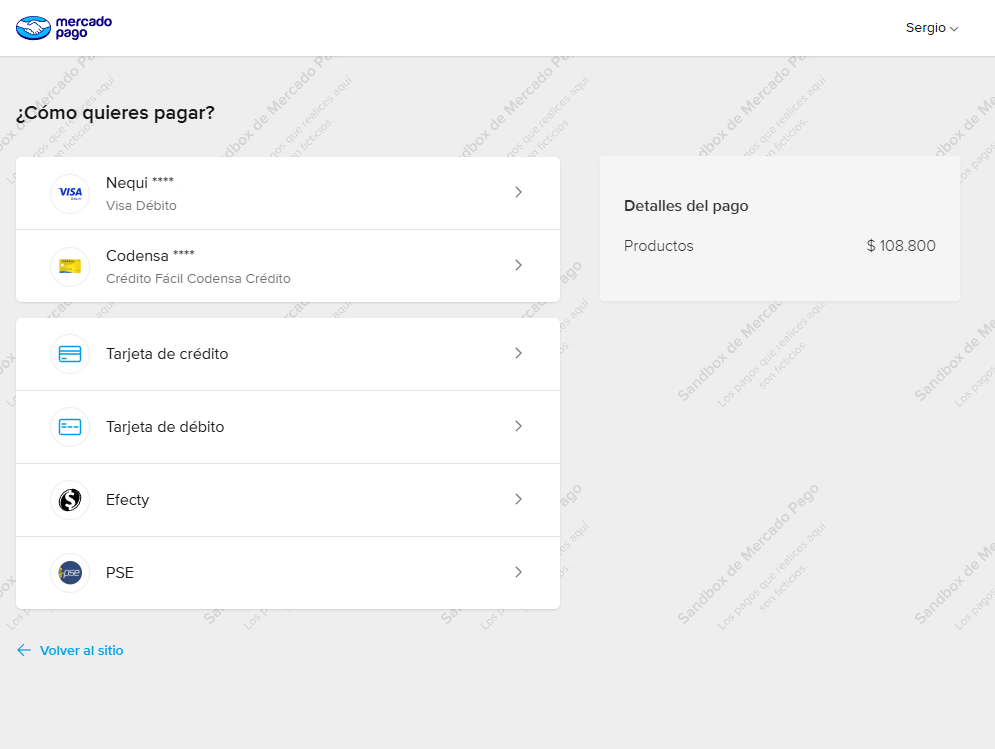 mercado
pago
Sergio
¿Cómo quieres pagar?
VISA
Nequi ****
Visa Débito
Codensa ****
Crédito Fácil Codensa Crédito
Tarjeta de crédito
Tarjeta de débito
Efecty
pse
PSE
Volver al sitio
Detalles del pago
Productos $ 108.800
Sandbox de Mercado Pago
Los pagos que realices aquí
son ficticios.